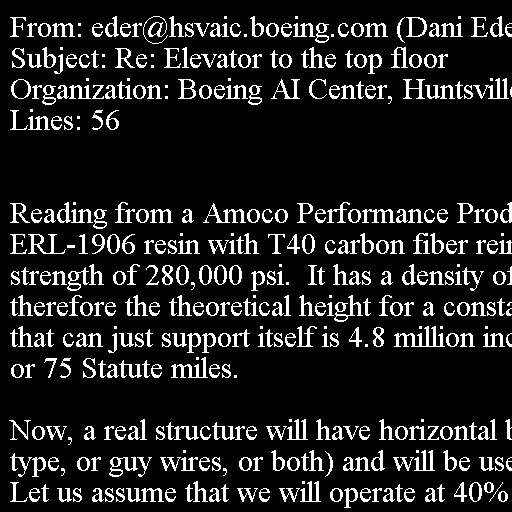 From: eder@hsvaic.boeing.com (Dani Ede
Subject: Re: Elevator to the top floor
Organization: Boeing AI Center, Huntsvill
Lines: 56
Reading from a Amoco Performance Prod
ERL-1906 resin with T40 carbon fiber rein
strength of 280,000 psi.  It has a density of
therefore the theoretical height for a consta
that can just support itself is 4.8 million inc
or 75 Statute miles.
Now, a real structure will have horizontal b
type, or guy wires, or both) and will be use
Let us assume that we will operate at 40%